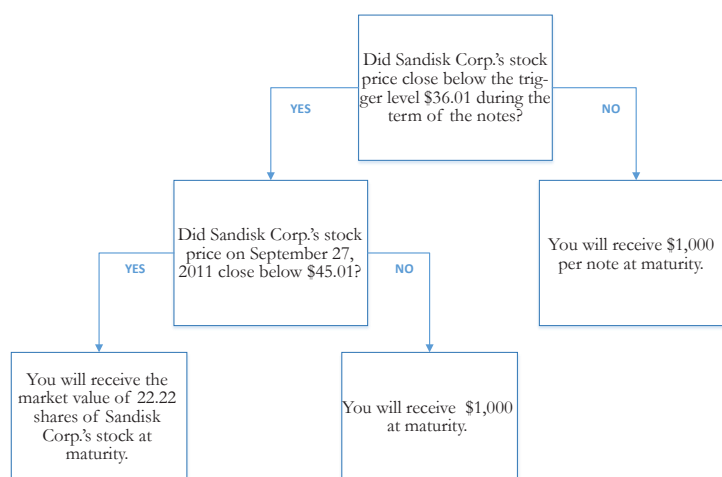 Did Sandisk Corp.'s stock
price close below the trig-
ger level $36.01 during the
term of the notes?
YES
NO
Did Sandisk Corp.'s stock
price on September 27,
2011 close below $45.01?
You will receive $1,000
per note at maturity.
YES
NO
You will receive the
market value of 22.22
shares of Sandisk
Corp.'s stock at
maturity.
You will receive $1,000
at maturity.